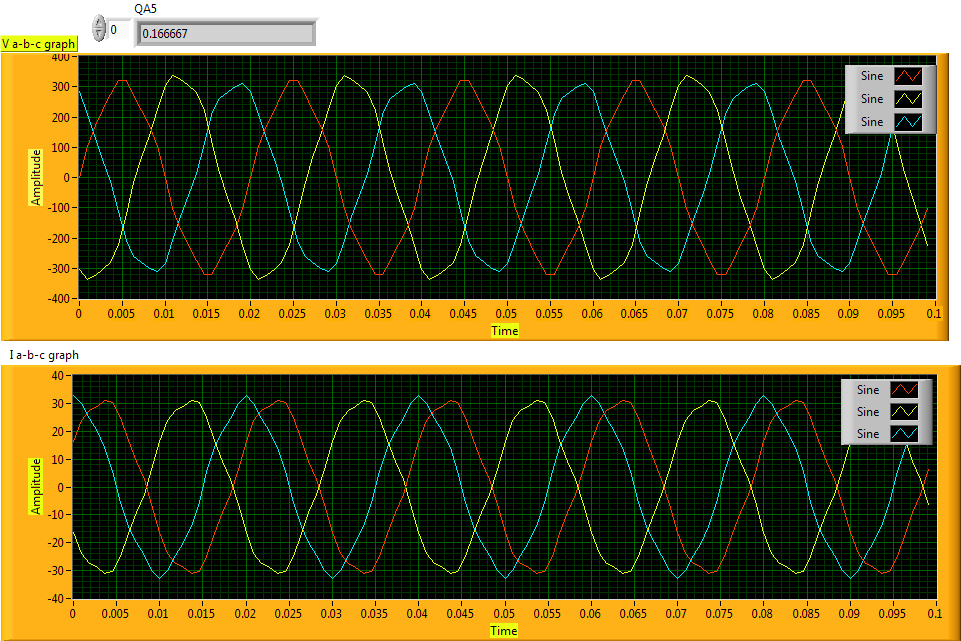 QA5
0
0.166667
V a-b-c graph
400
300
200
100
0
-100
-200
-300
-400
Amplitude
Sine
Sine
Sine
0 0.005 0.01 0.015 0.02 0.025 0.03 0.035 0.04 0.045 0.05 0.055 0.06 0.065 0.07 0.075 0.08 0.085 0.09 0.095 0.1
Time
I a-b-c graph
40
30
20
10
0
-10
-20
-30
-40
Amplitude
Sine
Sine
Sine
0 0.005 0.01 0.015 0.02 0.025 0.03 0.035 0.04 0.045 0.05 0.055 0.06 0.065 0.07 0.075 0.08 0.085 0.09 0.095 0.1
Time